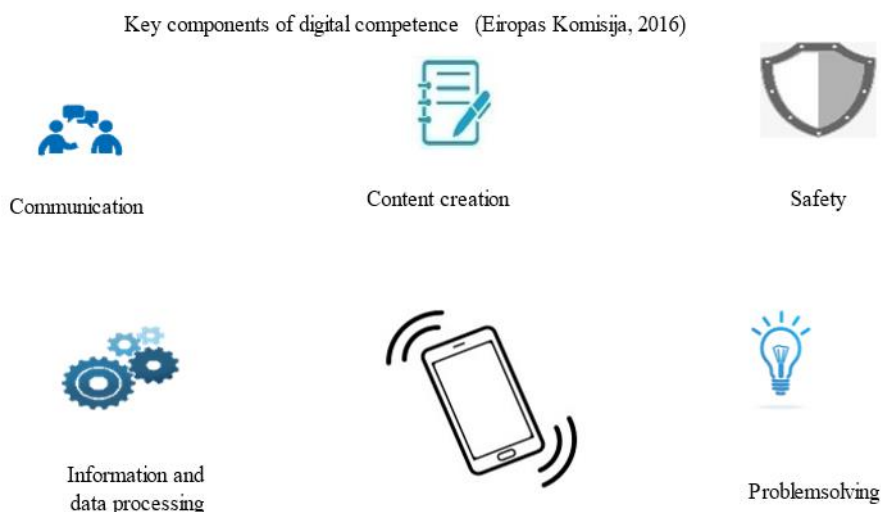 Key components of digital competence (Eiropas Komisija, 2016)
Communication
Content creation
Safety
Information and
data processing
Problemsolving